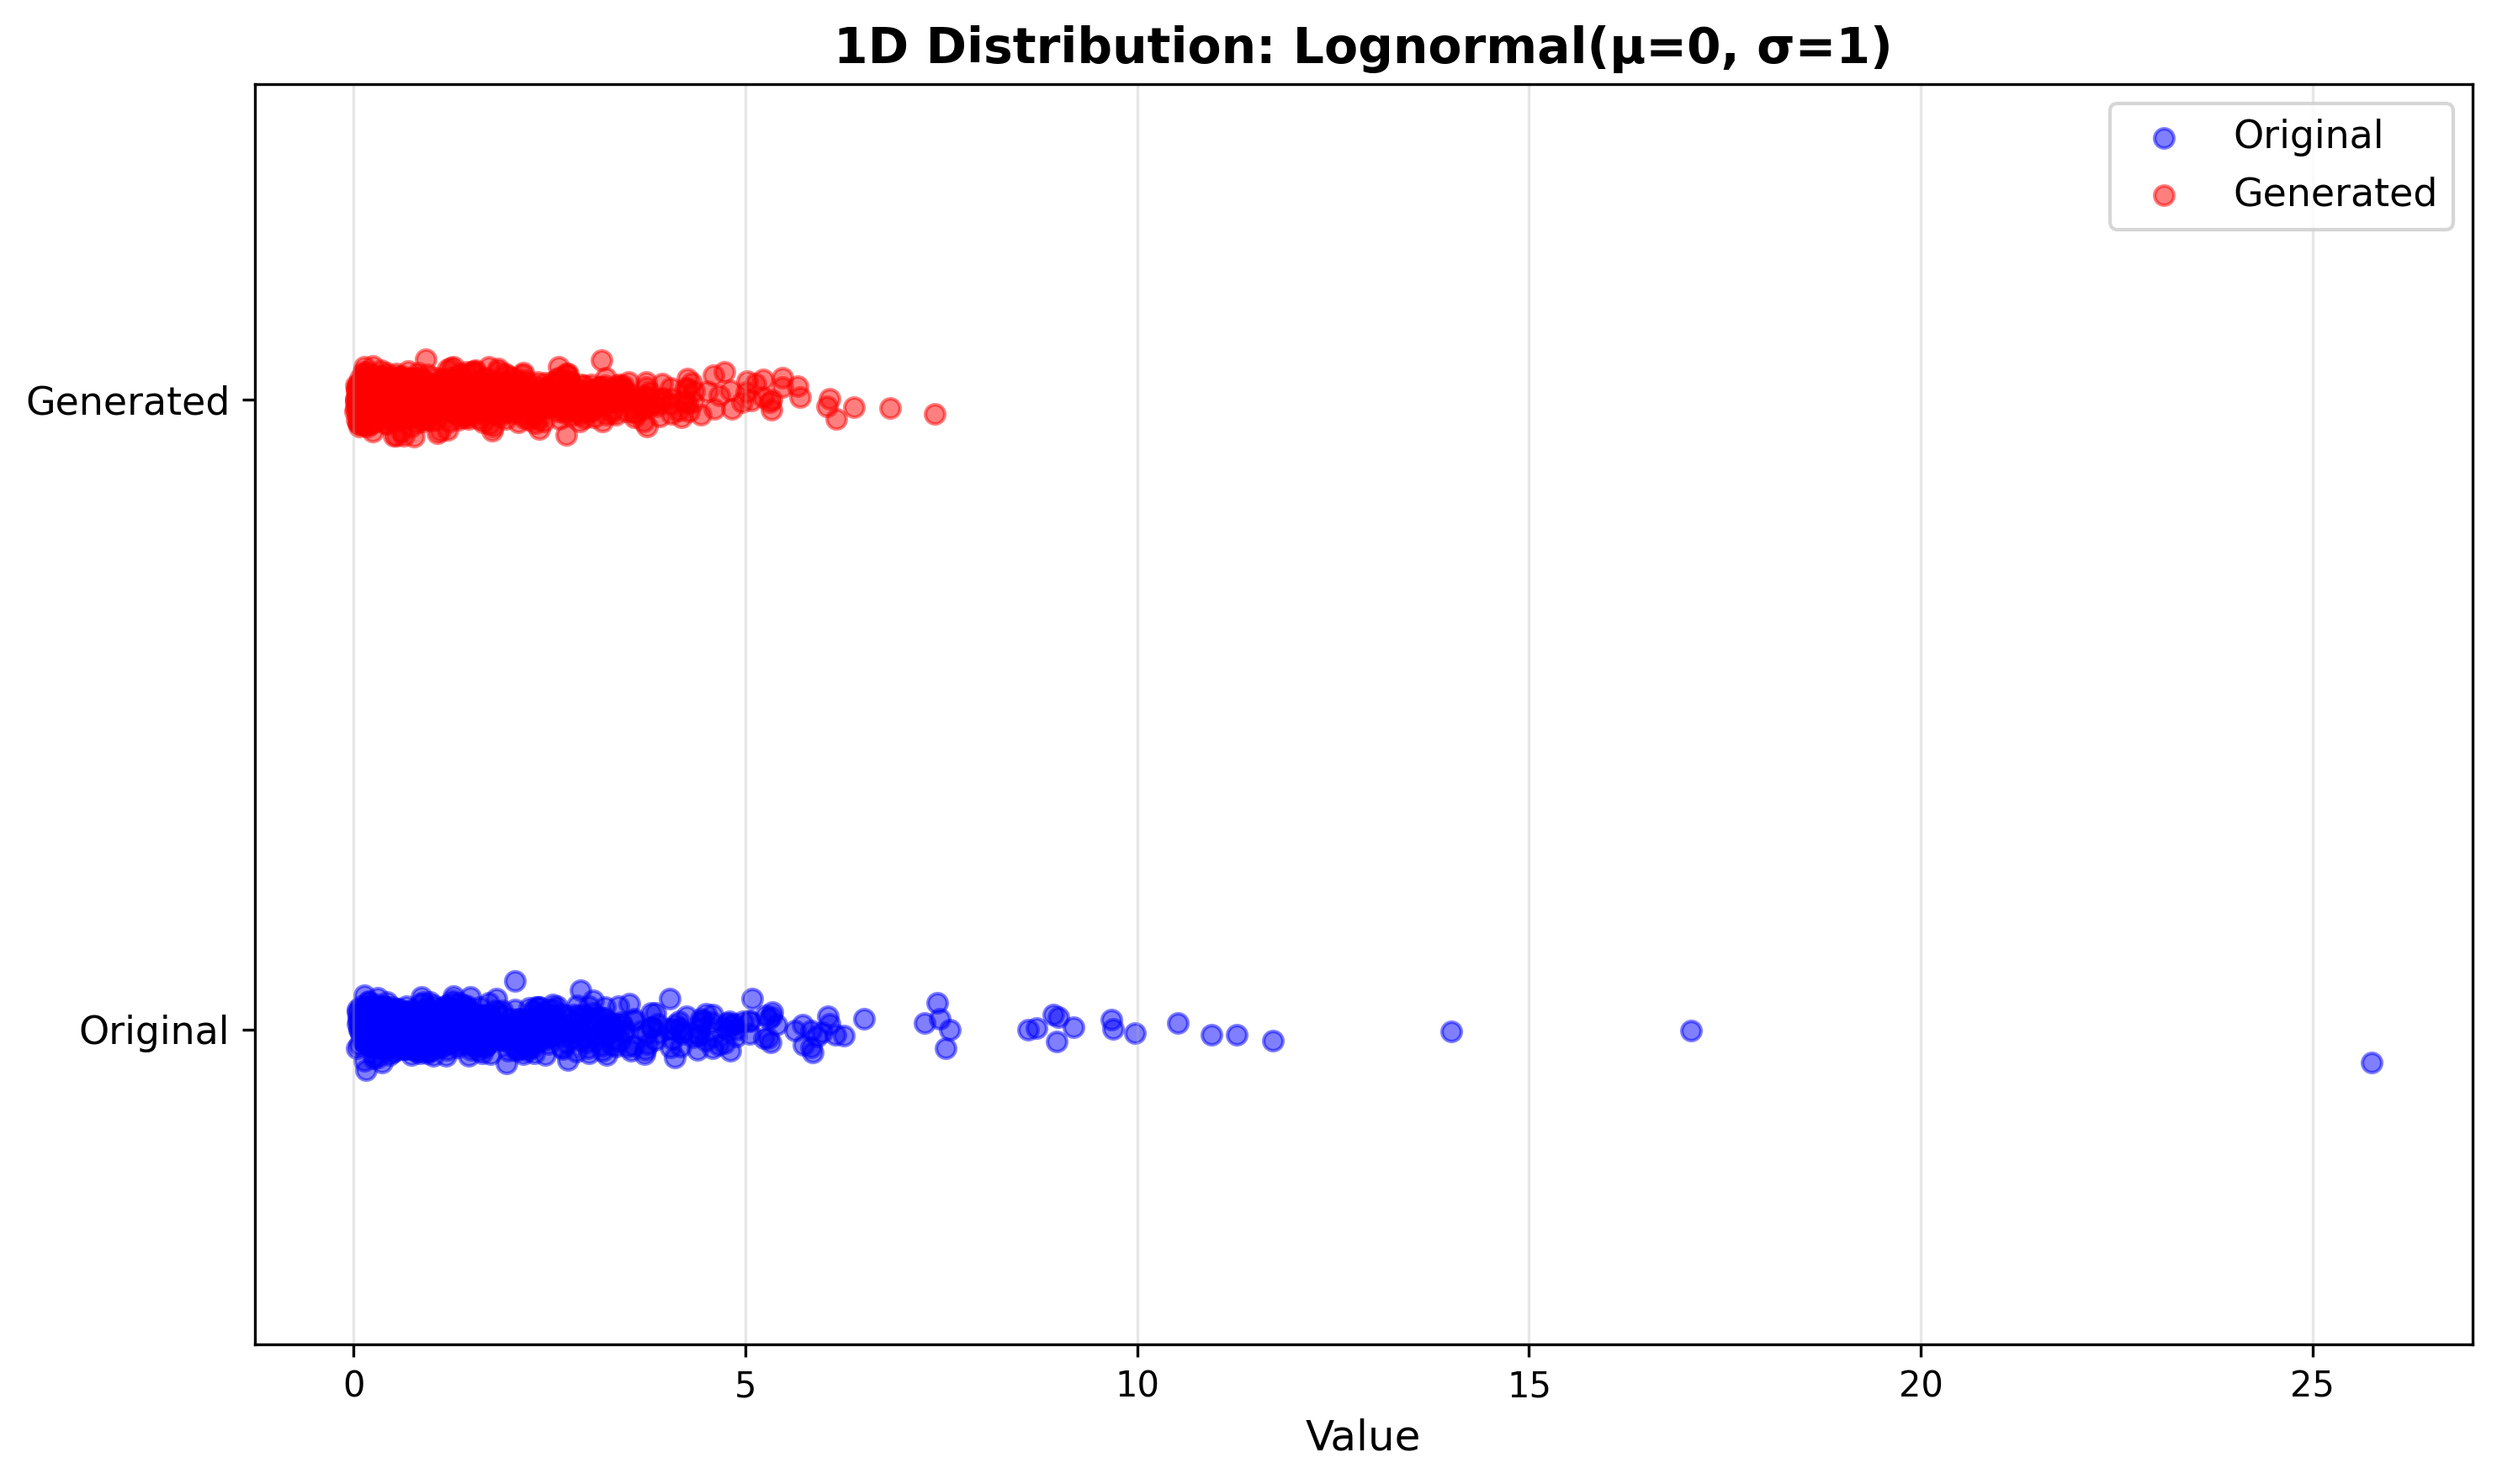 1D Distribution: Lognormal(μ=0, σ=1)
Original
Generated
Generated
Original
0 5 10 15 20 25
Value